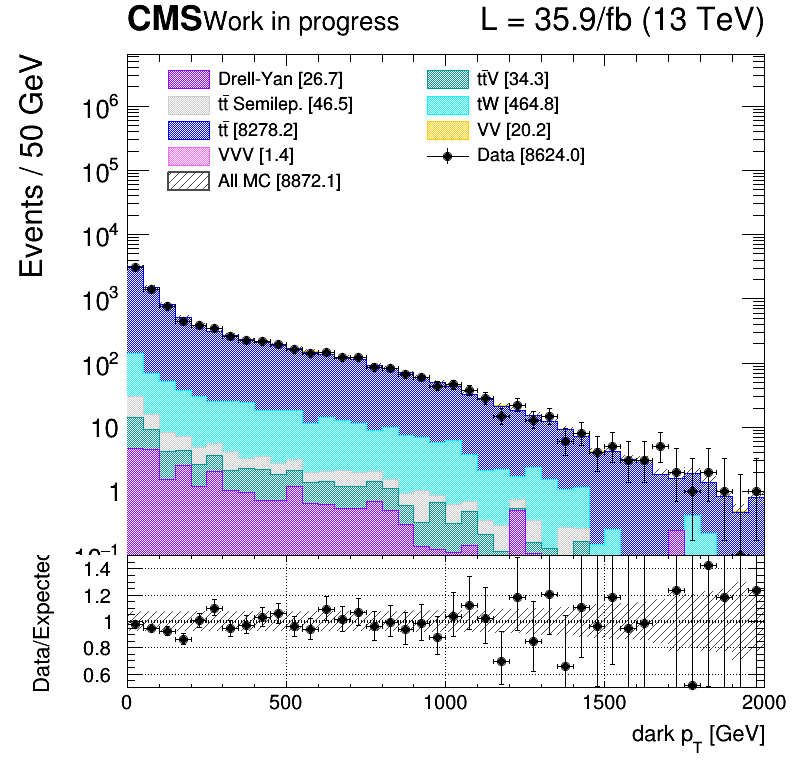 CMS Work in progress L = 35.9/fb (13 TeV)
Events / 50 GeV
Drell-Yan [26.7]
tt̄V [34.3]
tt̄ Semilep. [46.5]
tW [464.8]
tt̄ [8278.2]
VV [20.2]
VVV [1.4]
Data [8624.0]
All MC [8872.1]
10⁶
10⁵
10⁴
10³
10²
10
1
10⁻¹
Data/Expected
1.4
1.2
1
0.8
0.6
0 500 1000 1500 2000
dark p_T [GeV]